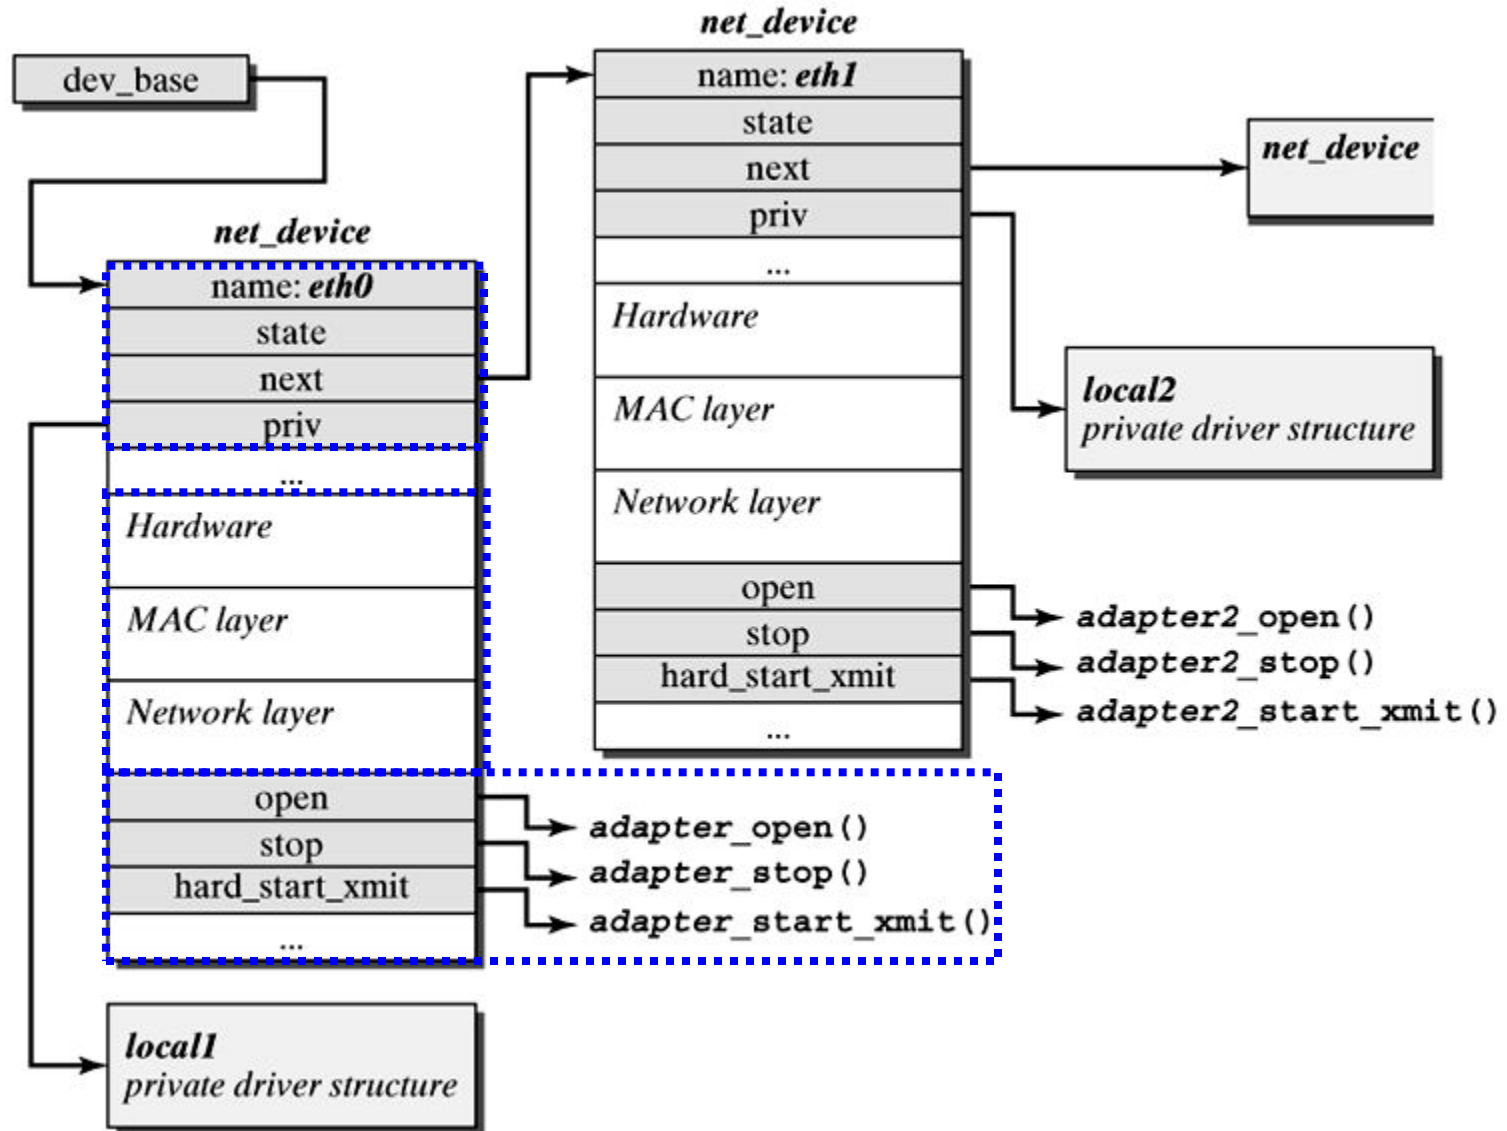 dev_base
net_device
name: eth0
state
next
priv
...
Hardware
MAC layer
Network layer
open
stop
hard_start_xmit
...
adapter_open()
adapter_stop()
adapter_start_xmit()
local1
private driver structure
net_device
name: eth1
state
next
priv
...
Hardware
MAC layer
Network layer
open
stop
hard_start_xmit
...
net_device
local2
private driver structure
adapter2_open()
adapter2_stop()
adapter2_start_xmit()